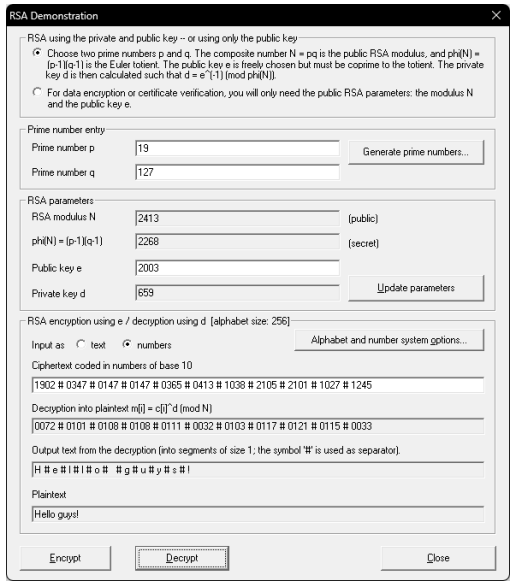 RSA Demonstration
RSA using the private and public key -- or using only the public key
Choose two prime numbers p and q. The composite number N = pq is the public RSA modulus, and phi(N) =
(p-1)(q-1) is the Euler totient. The public key e is freely chosen but must be coprime to the totient. The private
key d is then calculated such that d = e^(-1) (mod phi(N)).
For data encryption or certificate verification, you will only need the public RSA parameters: the modulus N
and the public key e.
Prime number entry
Prime number p 19 Generate prime numbers...
Prime number q 127
RSA parameters
RSA modulus N 2413 (public)
phi(N) = (p-1)(q-1) 2268 (secret)
Public key e 2003
Private key d 659 Update parameters
RSA encryption using e / decryption using d [alphabet size: 256]
Input as text numbers Alphabet and number system options...
Ciphertext coded in numbers of base 10
1902 # 0347 # 0147 # 0147 # 0365 # 0413 # 1038 # 2105 # 2101 # 1027 # 1245
Decryption into plaintext m[i] = c[i]^d (mod N)
0072 # 0101 # 0108 # 0108 # 0111 # 0032 # 0103 # 0117 # 0121 # 0115 # 0033
Output text from the decryption (into segments of size 1; the symbol '#' is used as separator).
H # e # l # l # o #   # g # u # y # s # !
Plaintext
Hello guys!
Encrypt Decrypt Close